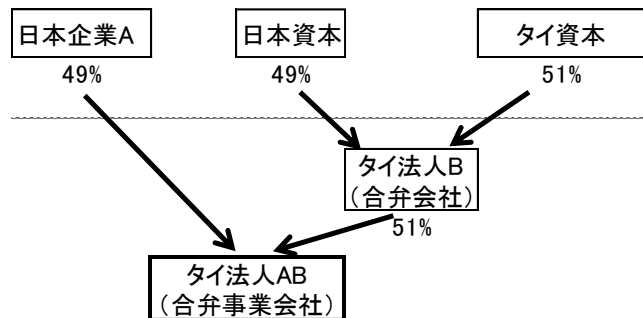 日本企業A
日本資本
タイ資本
49%
49%
51%
タイ法人B
(合弁会社)
51%
タイ法人AB
(合弁事業会社)